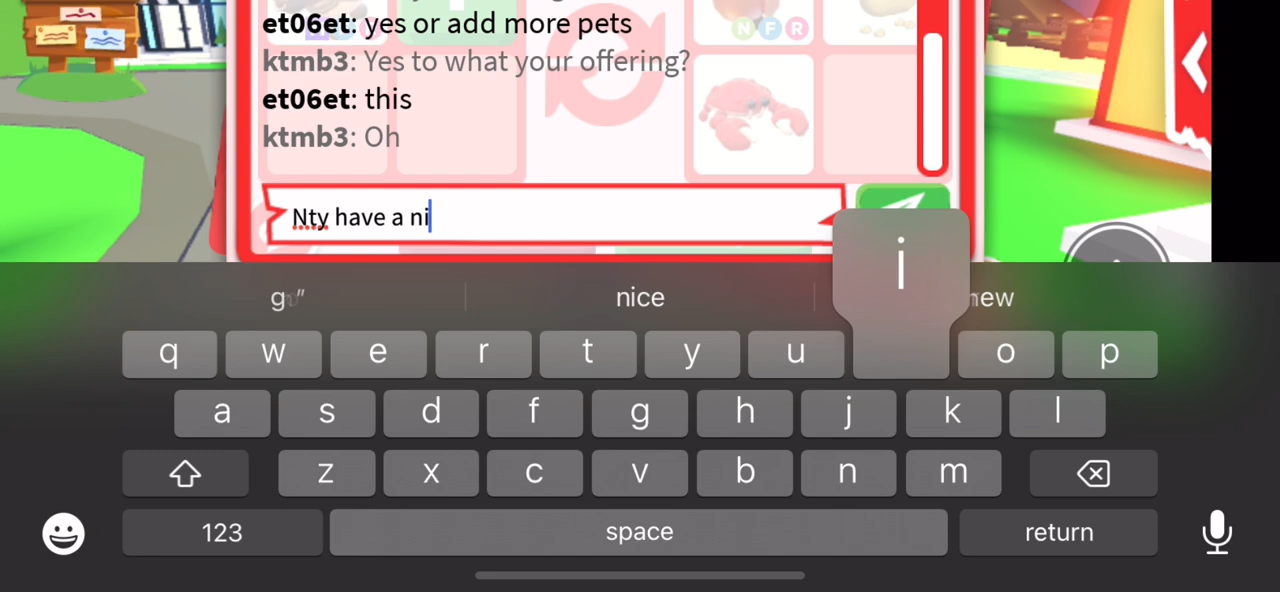 et06et: yes or add more pets
N F R
ktmb3: Yes to what your offering?
et06et: this
ktmb3: Oh
Nty have a ni
i
nice
new
q w e r t y u o p
a s d f g h j k l
z x c v b n m
123 space return